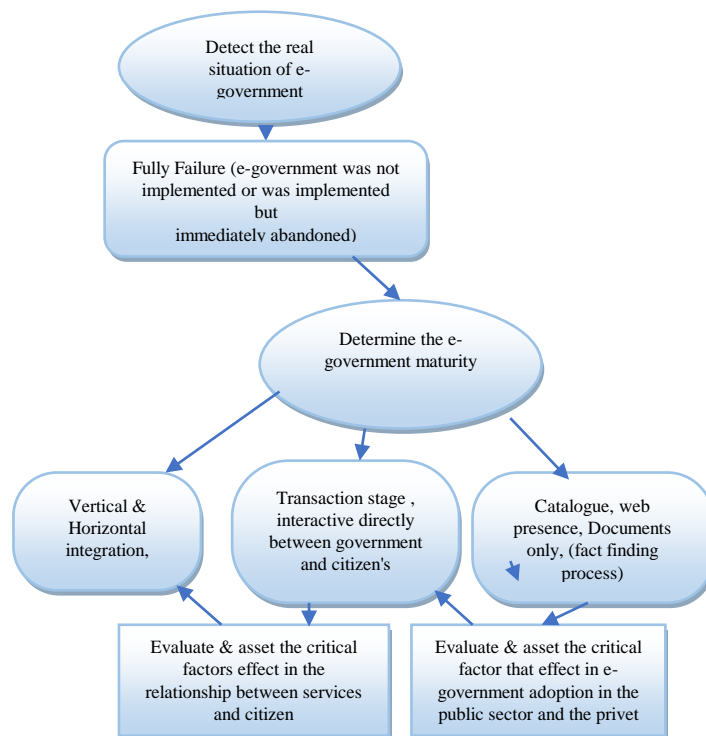 Detect the real
situation of e-
government
Fully Failure (e-government was not
implemented or was implemented
but
immediately abandoned)
Determine the e-
government maturity
Vertical &
Horizontal
integration,
Transaction stage ,
interactive directly
between government
and citizen's
Catalogue, web
presence, Documents
only, (fact finding
process)
Evaluate & asset the critical
factors effect in the
relationship between services
and citizen
Evaluate & asset the critical
factor that effect in e-
government adoption in the
public sector and the privet